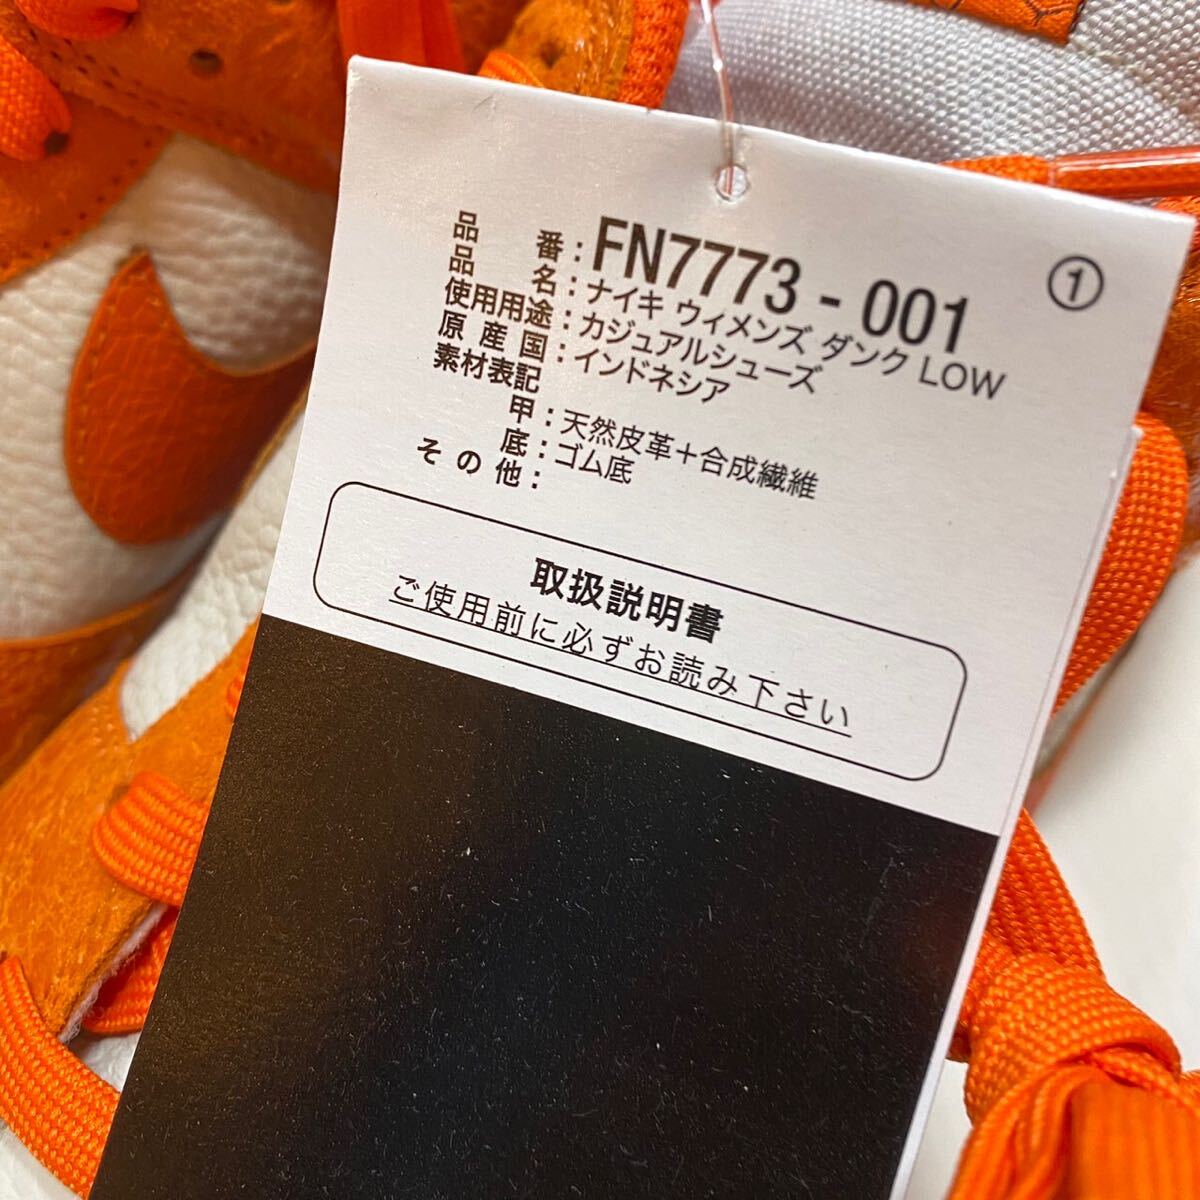 品番：FN7773 - 001
①
品名：ナイキ ウィメンズ ダンク LOW
使用用途：カジュアルシューズ
原産国：インドネシア
素材表記
甲：天然皮革＋合成繊維
底：ゴム底
その他：
取扱説明書
ご使用前に必ずお読み下さい